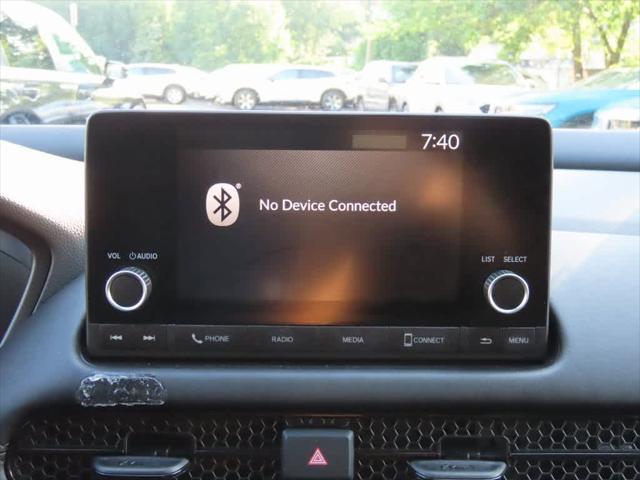 7:40
® No Device Connected
VOL AUDIO
LIST SELECT
PHONE RADIO MEDIA CONNECT MENU